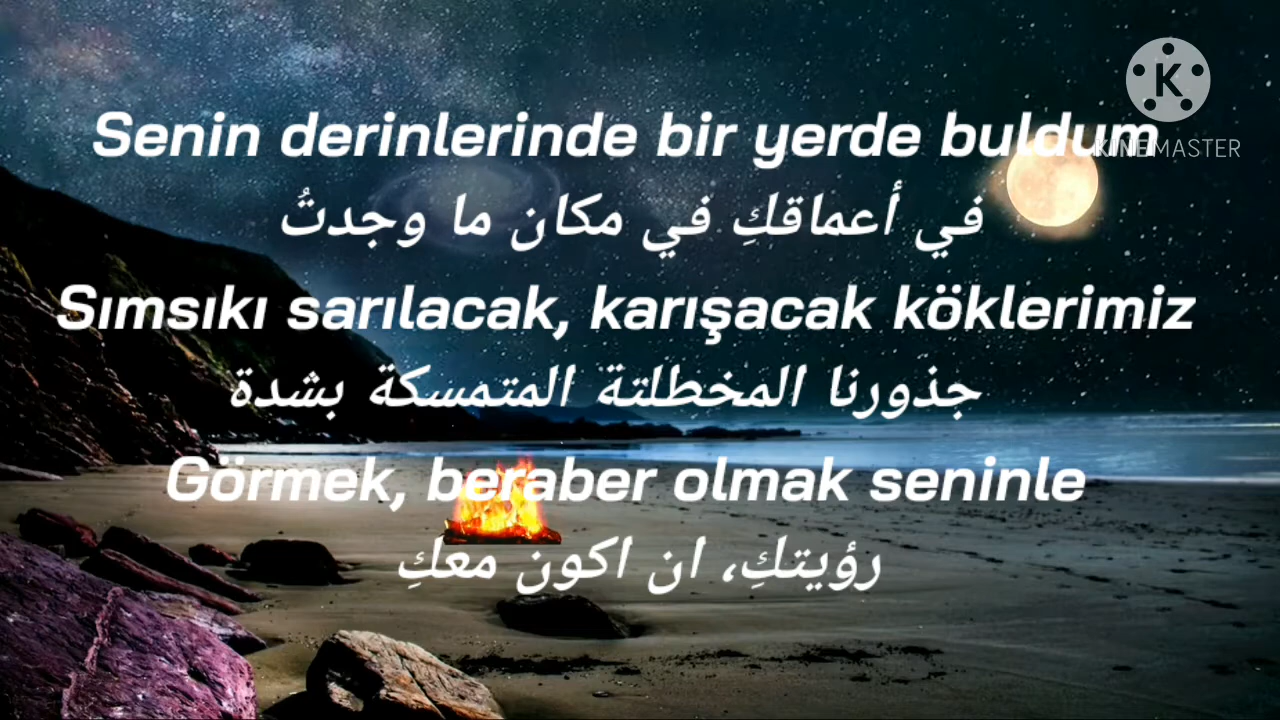 K
KINEMASTER
Senin derinlerinde bir yerde buldum
في أعماقكِ في مكان ما وجدتُ
Sımsıkı sarılacak, karışacak köklerimiz
جذورنا المخطلتة المتمسكة بشدة
Görmek, beraber olmak seninle
رؤيتكِ، ان اكون معكِ